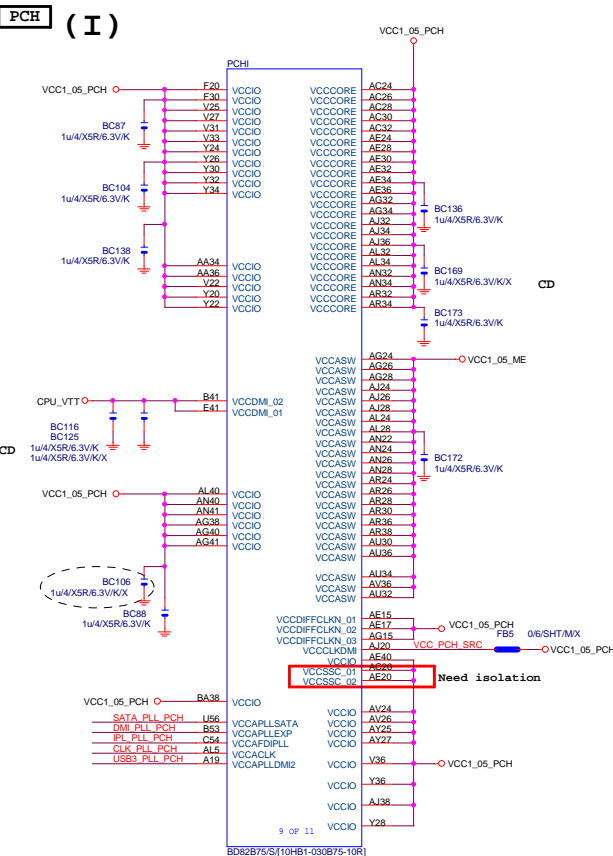 PCH (I)
VCC1_05_PCH
PCHI
VCC1_05_PCH
F20 VCCIO VCCCORE AC24
F30 VCCIO VCCCORE AC26
V25 VCCIO VCCCORE AC28
V27 VCCIO VCCCORE AC30
V31 VCCIO VCCCORE AC32
V33 VCCIO VCCCORE AE24
Y24 VCCIO VCCCORE AE28
Y26 VCCIO VCCCORE AE30
Y30 VCCIO VCCCORE AE32
Y32 VCCIO VCCCORE AE34
Y34 VCCIO VCCCORE AE36
VCCCORE AG32
VCCCORE AG34
VCCCORE AJ32
VCCCORE AJ34
VCCCORE AJ36
VCCCORE AL32
AA34 VCCIO VCCCORE AL34
AA36 VCCIO VCCCORE AN32
V22 VCCIO VCCCORE AN34
Y20 VCCIO VCCCORE AR32
Y22 VCCIO VCCCORE AR34
BC87
1u/4/X5R/6.3V/K
BC104
1u/4/X5R/6.3V/K
BC138
1u/4/X5R/6.3V/K
BC136
1u/4/X5R/6.3V/K
BC169
1u/4/X5R/6.3V/K/X
CD
BC173
1u/4/X5R/6.3V/K
VCCASW AG24
VCC1_05_ME
VCCASW AG26
VCCASW AG28
VCCASW AJ24
VCCASW AJ26
VCCASW AJ28
VCCASW AL24
VCCASW AL28
VCCASW AN22
VCCASW AN24
VCCASW AN26
VCCASW AN28
VCCASW AR24
VCCASW AR26
VCCASW AR28
VCCASW AR30
VCCASW AR36
VCCASW AR38
VCCASW AU30
VCCASW AU36
VCCASW AU34
VCCASW AV36
VCCASW AU32
BC172
1u/4/X5R/6.3V/K
CPU_VTT
B41 VCCDMI_02
E41 VCCDMI_01
BC116
BC125
CD
1u/4/X5R/6.3V/K
1u/4/X5R/6.3V/K/X
VCC1_05_PCH
AL40 VCCIO
AN40 VCCIO
AN41 VCCIO
AG38 VCCIO
AG40 VCCIO
AG41 VCCIO
BC106
1u/4/X5R/6.3V/K/X
BC88
1u/4/X5R/6.3V/K
VCCDIFFCLKN_01 AE15
VCCDIFFCLKN_02 AE17
VCC1_05_PCH
VCCDIFFCLKN_03 AG15
VCCCLKDMI AJ20
VCC_PCH_SRC
FB5 0/6/SHT/M/X
VCC1_05_PCH
VCCIO AE40
VCCSSC_01 AC20
VCCSSC_02 AE20
Need isolation
VCC1_05_PCH BA38 VCCIO
SATA_PLL_PCH U56 VCCAPLLSATA
DMI_PLL_PCH B53 VCCAPLLEXP
IPL_PLL_PCH C54 VCCAFDIPLL
CLK_PLL_PCH AL5 VCCACLK
USB3_PLL_PCH A19 VCCAPLLDMI2
VCCIO AV24
VCCIO AV26
VCCIO AY25
VCCIO AY27
VCCIO V36
VCC1_05_PCH
VCCIO Y36
VCCIO AJ38
VCCIO Y28
9 OF 11
BD82B75/S/[10HB1-030B75-10R]